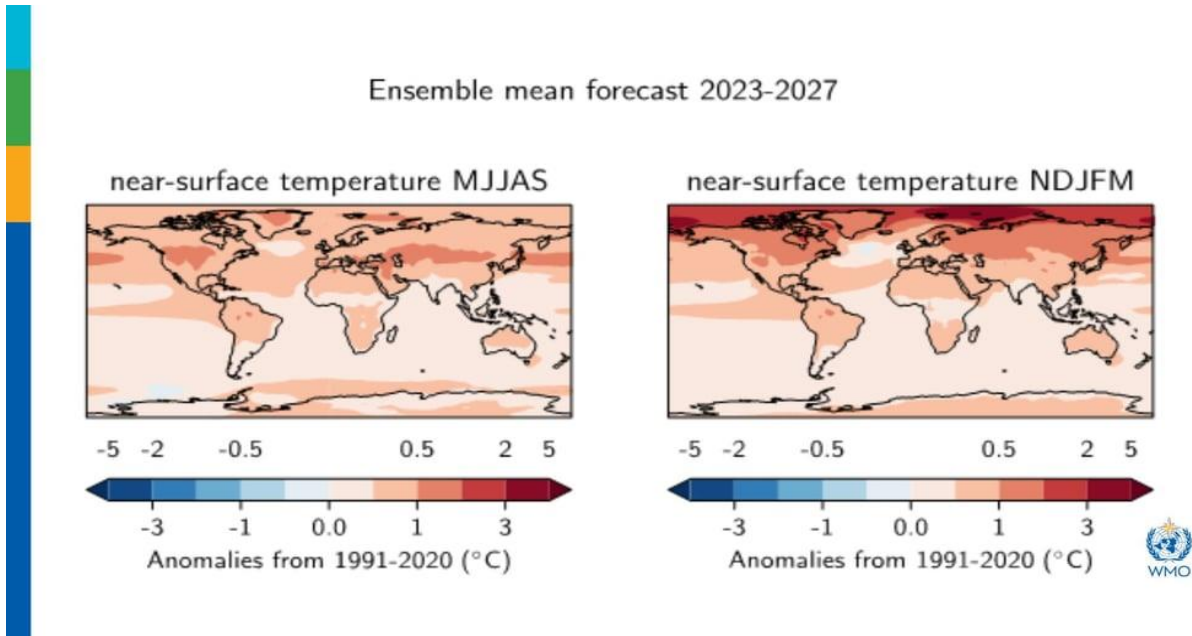 Ensemble mean forecast 2023-2027
near-surface temperature MJJAS
-5 -2 -0.5 0.5 2 5
-3 -1 0.0 1 3
Anomalies from 1991-2020 (°C)
near-surface temperature NDJFM
-5 -2 -0.5 0.5 2 5
-3 -1 0.0 1 3
Anomalies from 1991-2020 (°C)
WMO